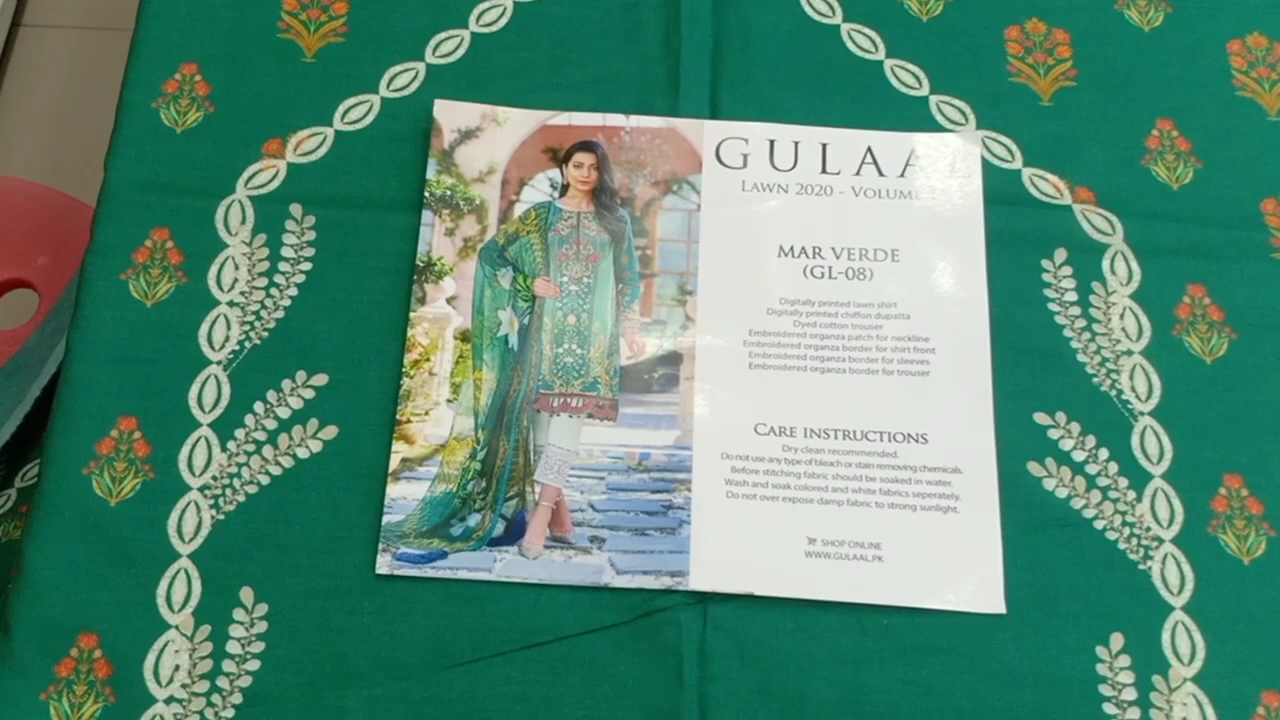 GULAAL
LAWN 2020 - VOLUME
MAR VERDE
(GL-08)
Digitally printed lawn shirt
Digitally printed chiffon dupatta
Dyed cotton trouser
Embroidered organza patch for neckline
Embroidered organza border for shirt front
Embroidered organza border for sleeves
Embroidered organza border for trouser
CARE INSTRUCTIONS
Dry clean recommended.
Do not use any type of bleach or stain removing chemicals.
Before stitching fabric should be soaked in water.
Wash and soak colored and white fabrics seperately.
Do not over expose damp fabric to strong sunlight.
SHOP ONLINE
WWW.GULAAL.PK